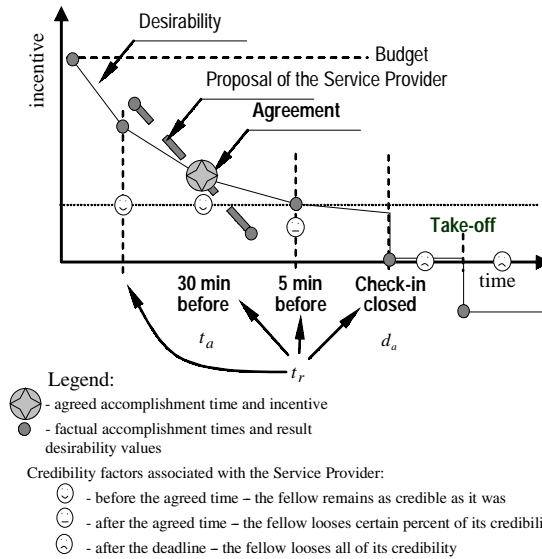 Desirability
Budget
incentive
Proposal of the Service Provider
Agreement
Take-off
30 min before
5 min before
Check-in closed
time
t_a
d_a
t_r
Legend:
- agreed accomplishment time and incentive
- factual accomplishment times and result
desirability values
Credibility factors associated with the Service Provider:
- before the agreed time – the fellow remains as credible as it was
- after the agreed time – the fellow looses certain percent of its credibili
- after the deadline – the fellow looses all of its credibility